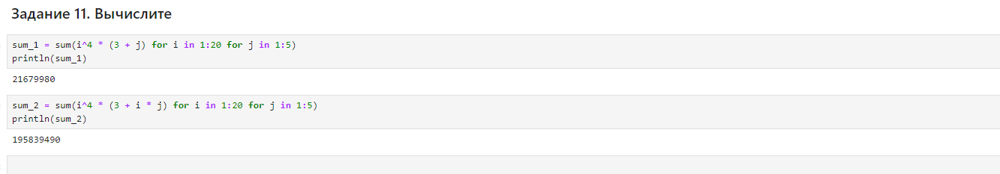 Задание 11. Вычислите
sum_1 = sum(i^4 * (3 + j) for i in 1:20 for j in 1:5)
println(sum_1)
21679980
sum_2 = sum(i^4 * (3 + i * j) for i in 1:20 for j in 1:5)
println(sum_2)
195839490